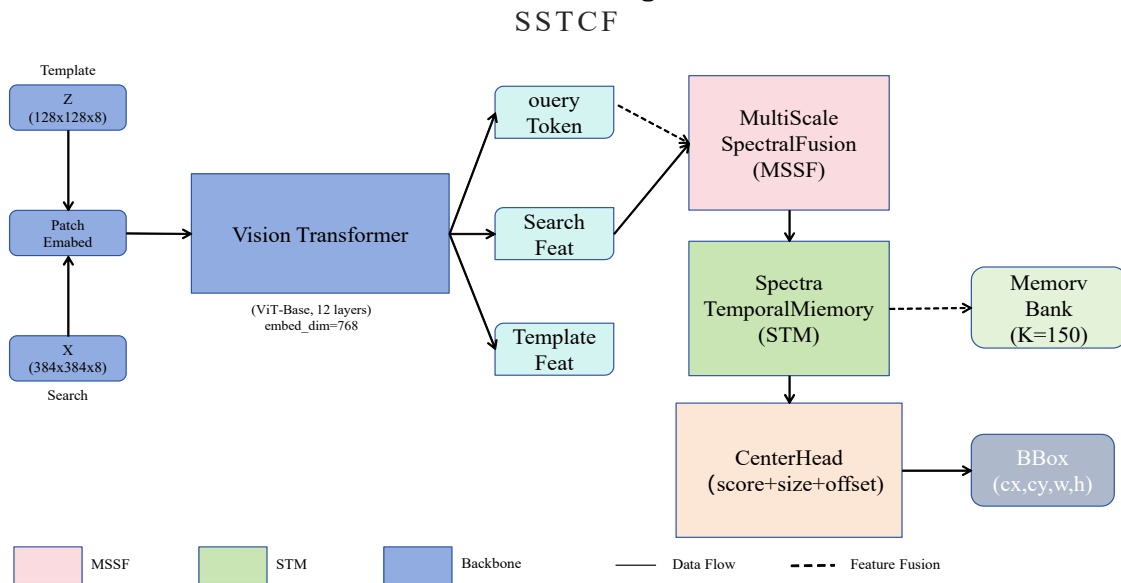 SSTCF
Template
Z
(128x128x8)
Patch
Emabed
X
(384x384x8)
Search
Vision Transformer
(ViT-Base, 12 layers)
embed_dim=768
ouery
Token
Search
Feat
Template
Feat
MultiScale
SpectralFusion
(MSSF)
Spectra
TemporalMiemory
(STM)
Memorv
Bank
(K=150)
CenterHead
(score+size+offset)
BBox
(cx,cy,w,h)
MSSF
STM
Backbone
Data Flow
Feature Fusion